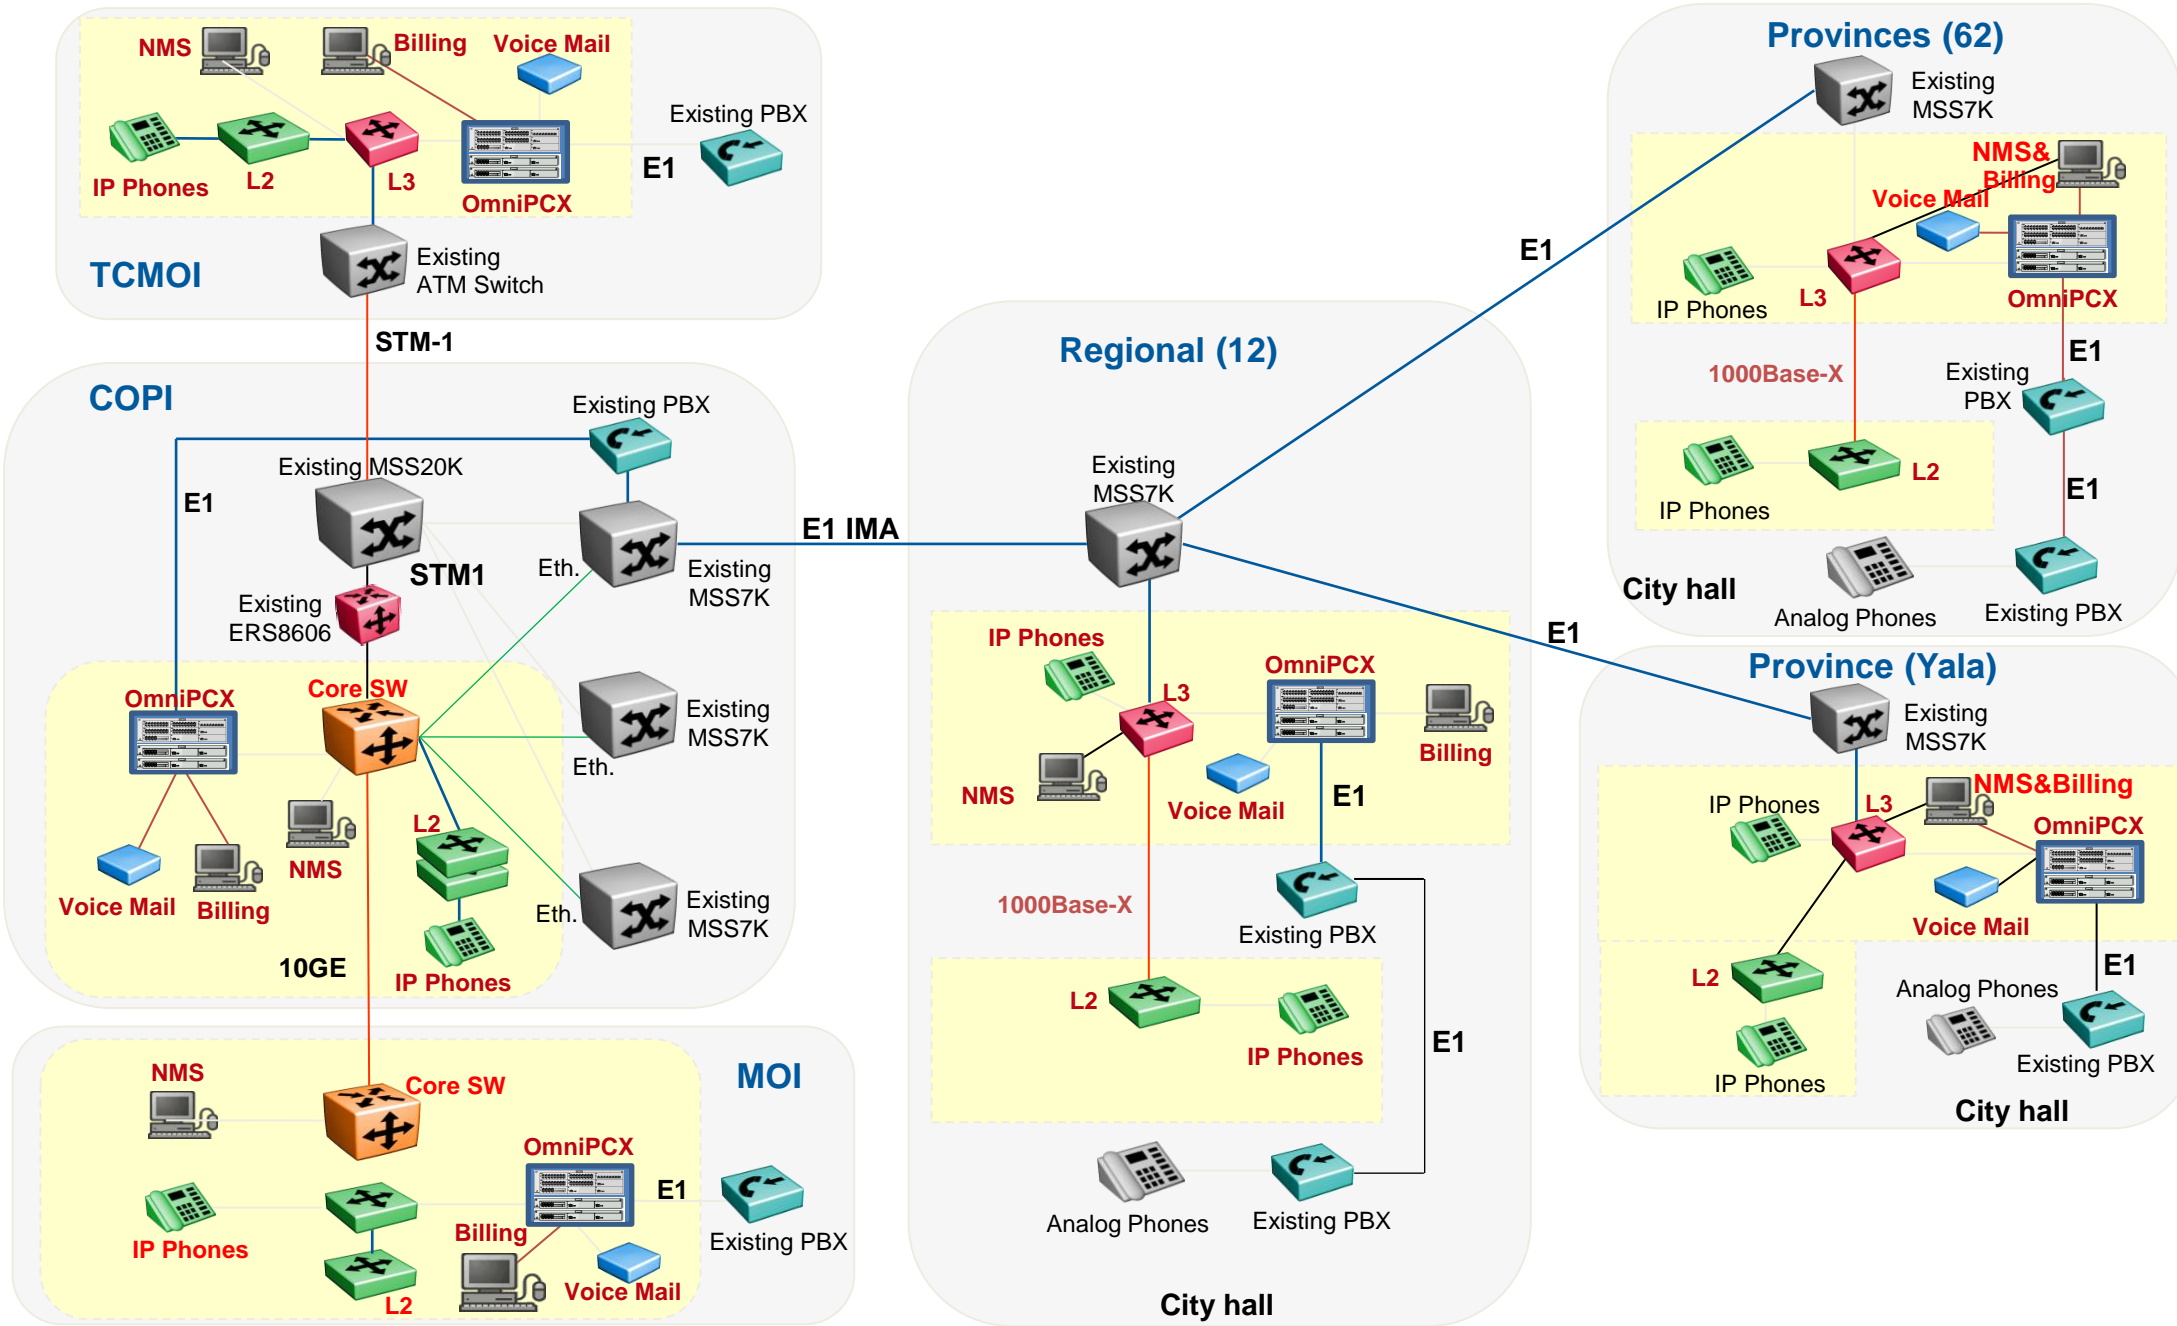 NMS
Billing
Voice Mail
Existing PBX
IP Phones
L2
L3
OmniPCX
E1
TCMOI
Existing
ATM Switch
STM-1
COPI
Existing PBX
Existing MSS20K
E1
STM1
Eth.
Existing
MSS7K
E1 IMA
Existing
ERS8606
OmniPCX
Core SW
Existing
MSS7K
Eth.
L2
NMS
Voice Mail
Billing
Eth.
Existing
MSS7K
IP Phones
10GE
MOI
NMS
Core SW
OmniPCX
E1
Existing PBX
IP Phones
Billing
Voice Mail
L2
Regional (12)
Existing
MSS7K
E1
E1
IP Phones
OmniPCX
L3
Billing
NMS
Voice Mail
E1
1000Base-X
Existing PBX
L2
IP Phones
E1
Analog Phones
Existing PBX
City hall
Provinces (62)
Existing
MSS7K
NMS&
Billing
Voice Mail
L3
IP Phones
OmniPCX
E1
1000Base-X
Existing
PBX
L2
E1
IP Phones
City hall
Analog Phones
Existing PBX
Province (Yala)
Existing
MSS7K
NMS&Billing
IP Phones
L3
OmniPCX
Voice Mail
L2
E1
Analog Phones
Existing PBX
IP Phones
City hall